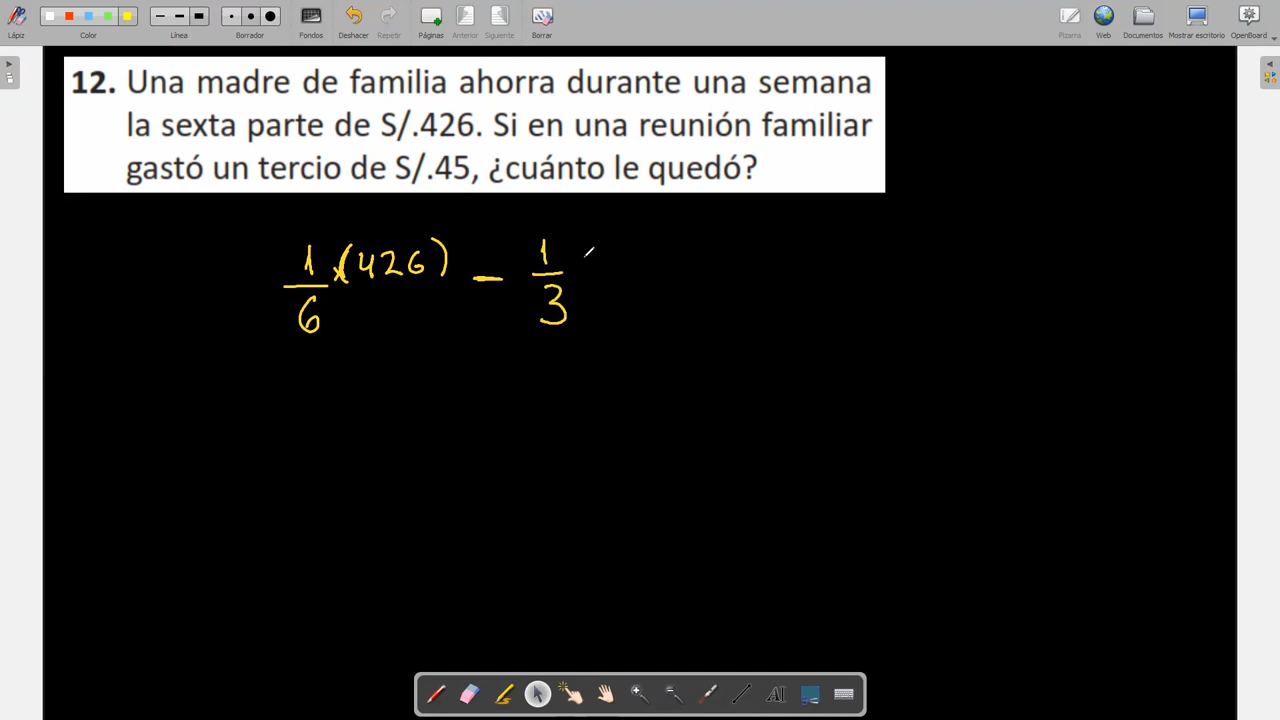 Lápiz Color Línea Borrador Fondos Deshacer Repetir Páginas Anterior Siguiente Borrar Pizarra Web Documentos Mostrar escritorio OpenBoard
12. Una madre de familia ahorra durante una semana
la sexta parte de S/.426. Si en una reunión familiar
gastó un tercio de S/.45, ¿cuánto le quedó?
1/6 x (426) - 1/3
AI